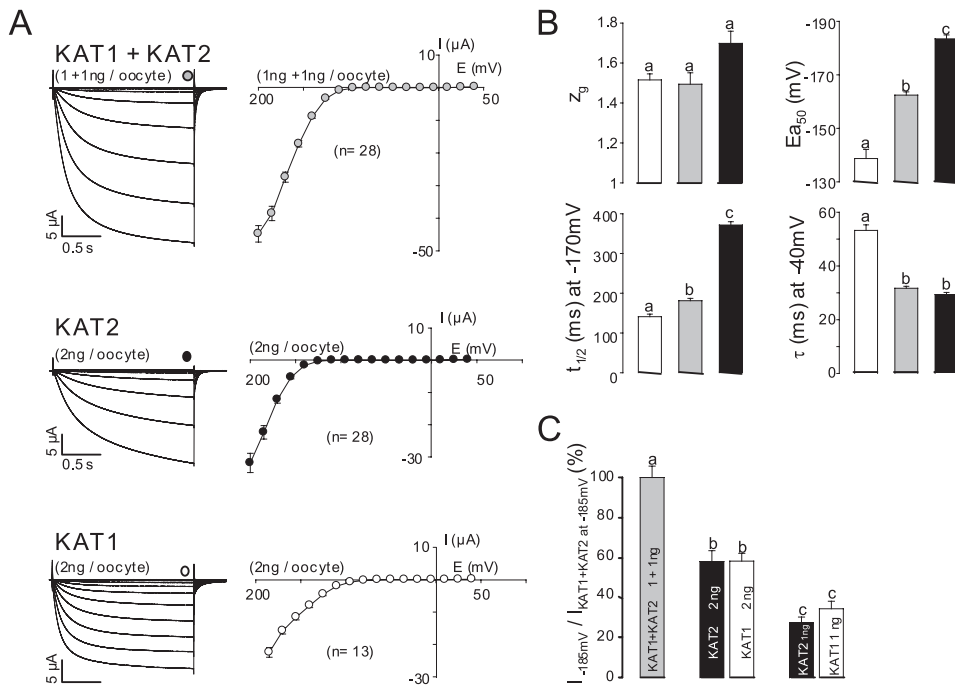 A
KAT1 + KAT2
(1 +1ng / oocyte)
5 µA
0.5 s
I (µA)
10
E (mV)
(1ng +1ng / oocyte)
200
50
(n= 28)
-50
KAT2
(2ng / oocyte)
5 µA
0.5 s
I (µA)
10
E (mV)
(2ng / oocyte)
200
50
(n= 28)
-30
KAT1
(2ng / oocyte)
5 µA
0.5 s
I (µA)
10
E (mV)
(2ng / oocyte)
200
50
(n= 13)
-30
B
zg
2
1.8
1.6
1.4
1.2
1
a
a
a
Ea50 (mV)
-190
-170
-150
-130
a
b
c
t1/2 (ms) at -170mV
400
300
200
100
0
a
b
c
τ (ms) at -40mV
60
40
20
0
a
b
b
C
I-185mV / IKAT1+KAT2 at -185mV (%)
100
80
60
40
20
0
a
b
b
c
c
KAT1+KAT2 1 + 1ng
KAT2 2ng
KAT1 2ng
KAT2 1ng
KAT1 1 ng